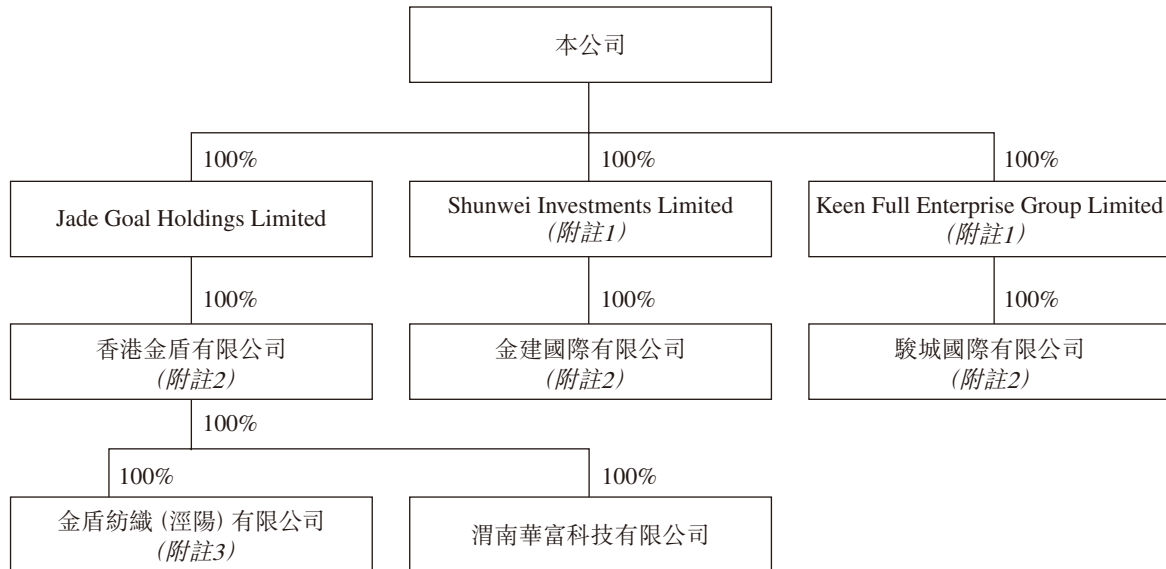 本公司
100%
100%
100%
Jade Goal Holdings Limited
Shunwei Investments Limited
(附註1)
Keen Full Enterprise Group Limited
(附註1)
100%
100%
100%
香港金盾有限公司
(附註2)
金建國際有限公司
(附註2)
駿城國際有限公司
(附註2)
100%
100%
100%
金盾紡織 (涇陽) 有限公司
(附註3)
渭南華富科技有限公司